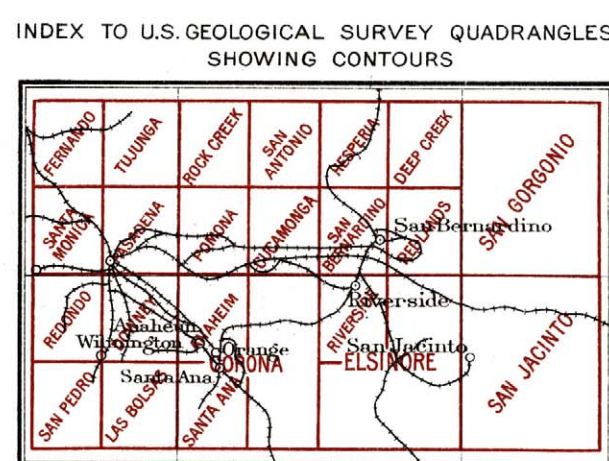 INDEX TO U.S. GEOLOGICAL SURVEY QUADRANGLES
SHOWING CONTOURS
FERNANDO
TUJUNGA
ROCK CREEK
SAN
ANTONIO
HESPERIA
DEEP CREEK
SAN GORGONIO
SANTA
MONICA
PASADENA
POMONA
CUCAMONGA
SAN
BERNARDINO
REDLANDS
San Bernardino
REDONDO
DOWNEY
ANAHEIM
Riverside
RIVERSIDE
Anaheim
Wilmington
Orange
San Jacinto
SAN JACINTO
Santa Ana
CORONA
ELSINORE
SAN PEDRO
LAS BOLSAS
SANTA ANA